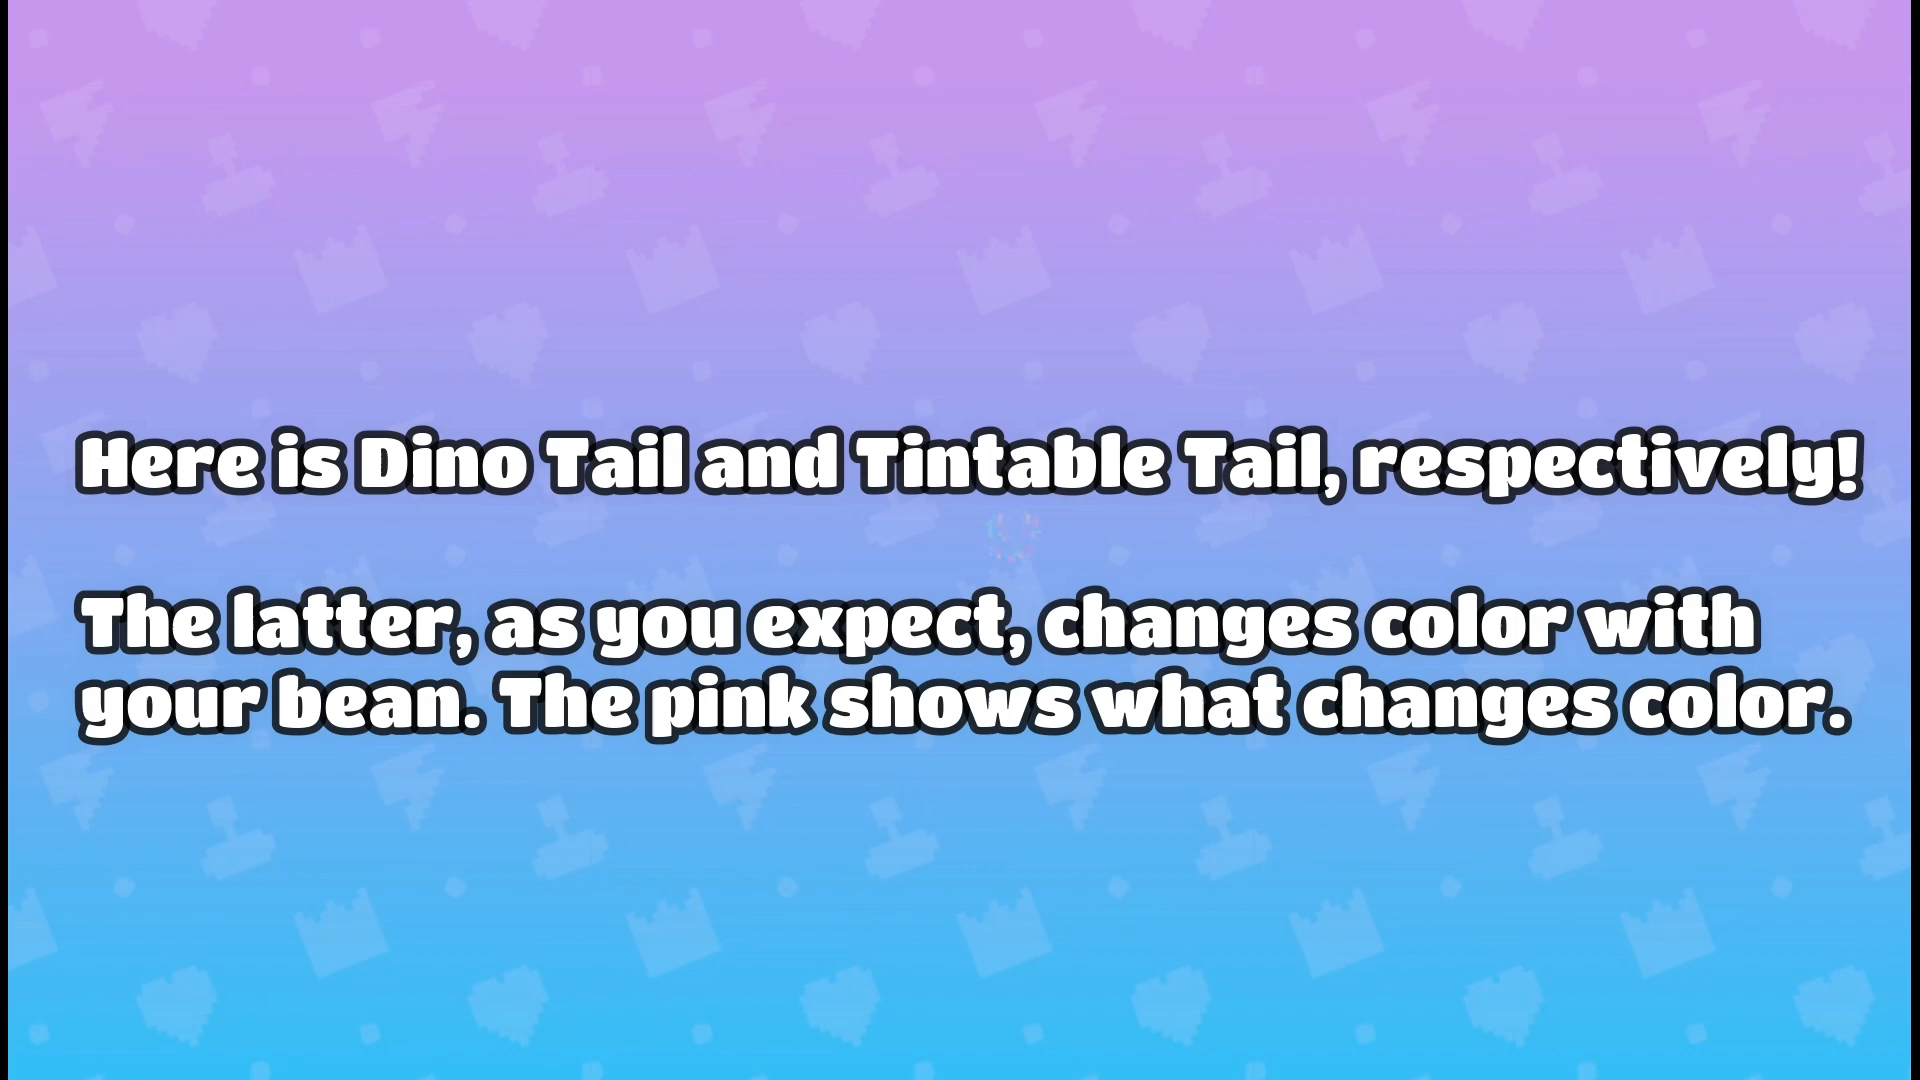 Here is Dino Tail and Tintable Tail, respectively!
The latter, as you expect, changes color with
your bean. The pink shows what changes color.